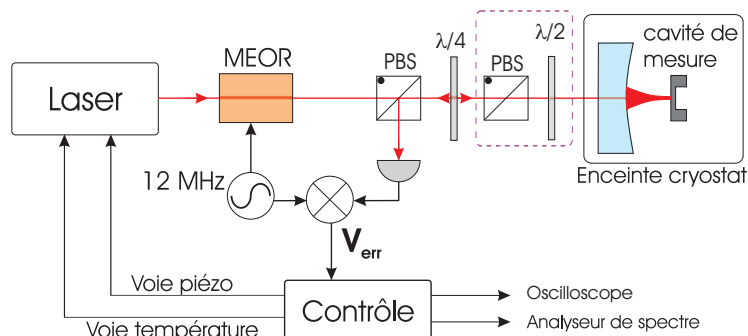 MEOR
PBS
λ/4
PBS
λ/2
cavité de
mesure
Laser
12 MHz
Enceinte cryostat
Verr
Voie piézo
Contrôle
Oscilloscope
Voie température
Analyseur de spectre